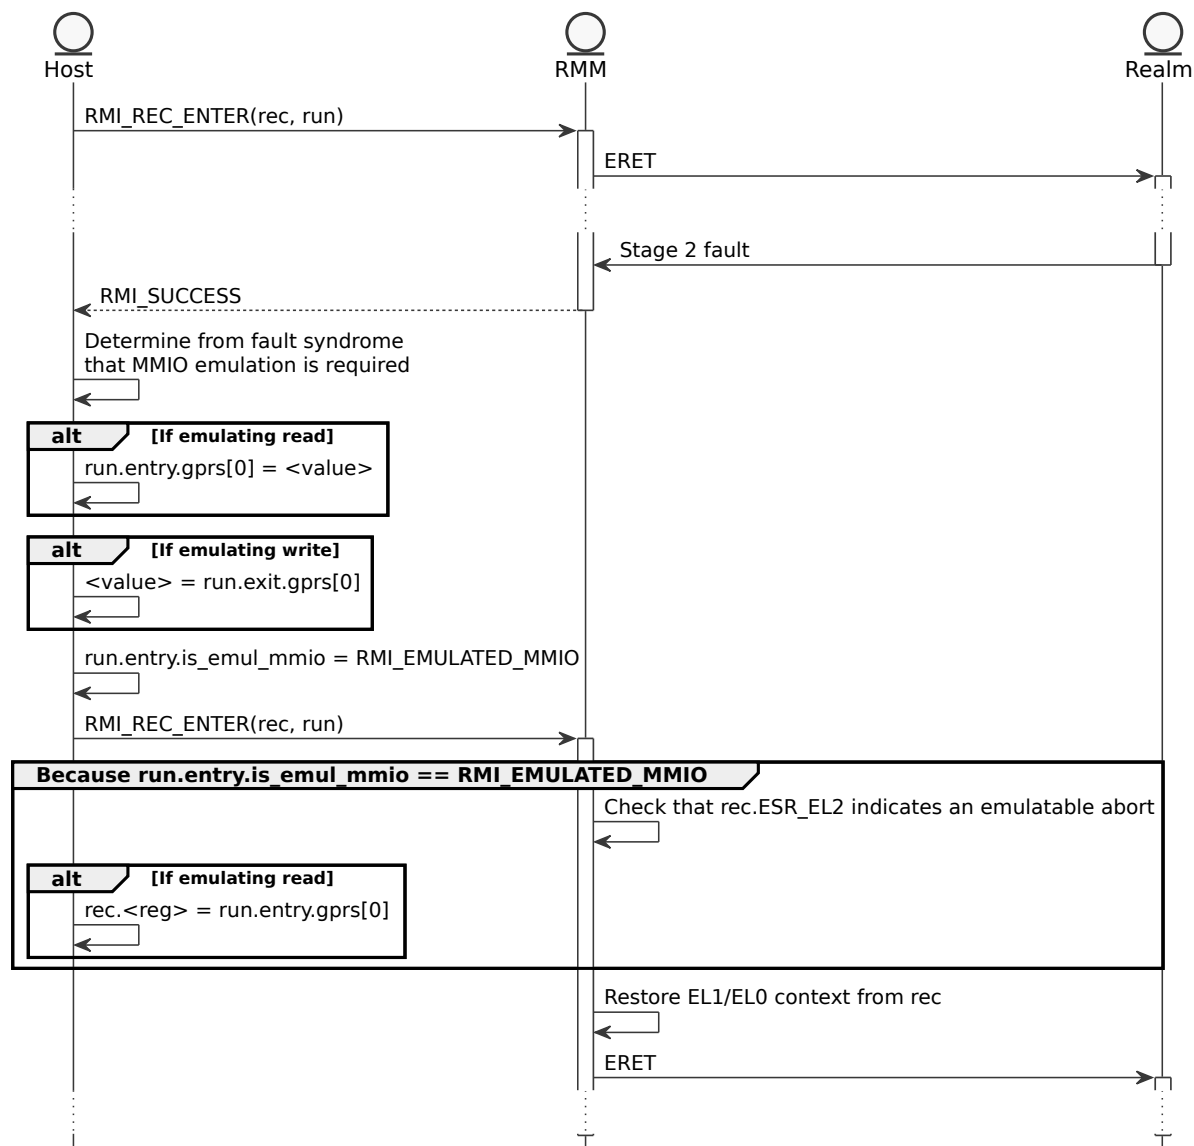 Host
RMM
Realm
RMI_REC_ENTER(rec, run)
ERET
Stage 2 fault
RMI_SUCCESS
Determine from fault syndrome
that MMIO emulation is required
alt [If emulating read]
run.entry.gprs[0] = <value>
alt [If emulating write]
<value> = run.exit.gprs[0]
run.entry.is_emul_mmio = RMI_EMULATED_MMIO
RMI_REC_ENTER(rec, run)
Because run.entry.is_emul_mmio == RMI_EMULATED_MMIO
Check that rec.ESR_EL2 indicates an emulatable abort
alt [If emulating read]
rec.<reg> = run.entry.gprs[0]
Restore EL1/EL0 context from rec
ERET